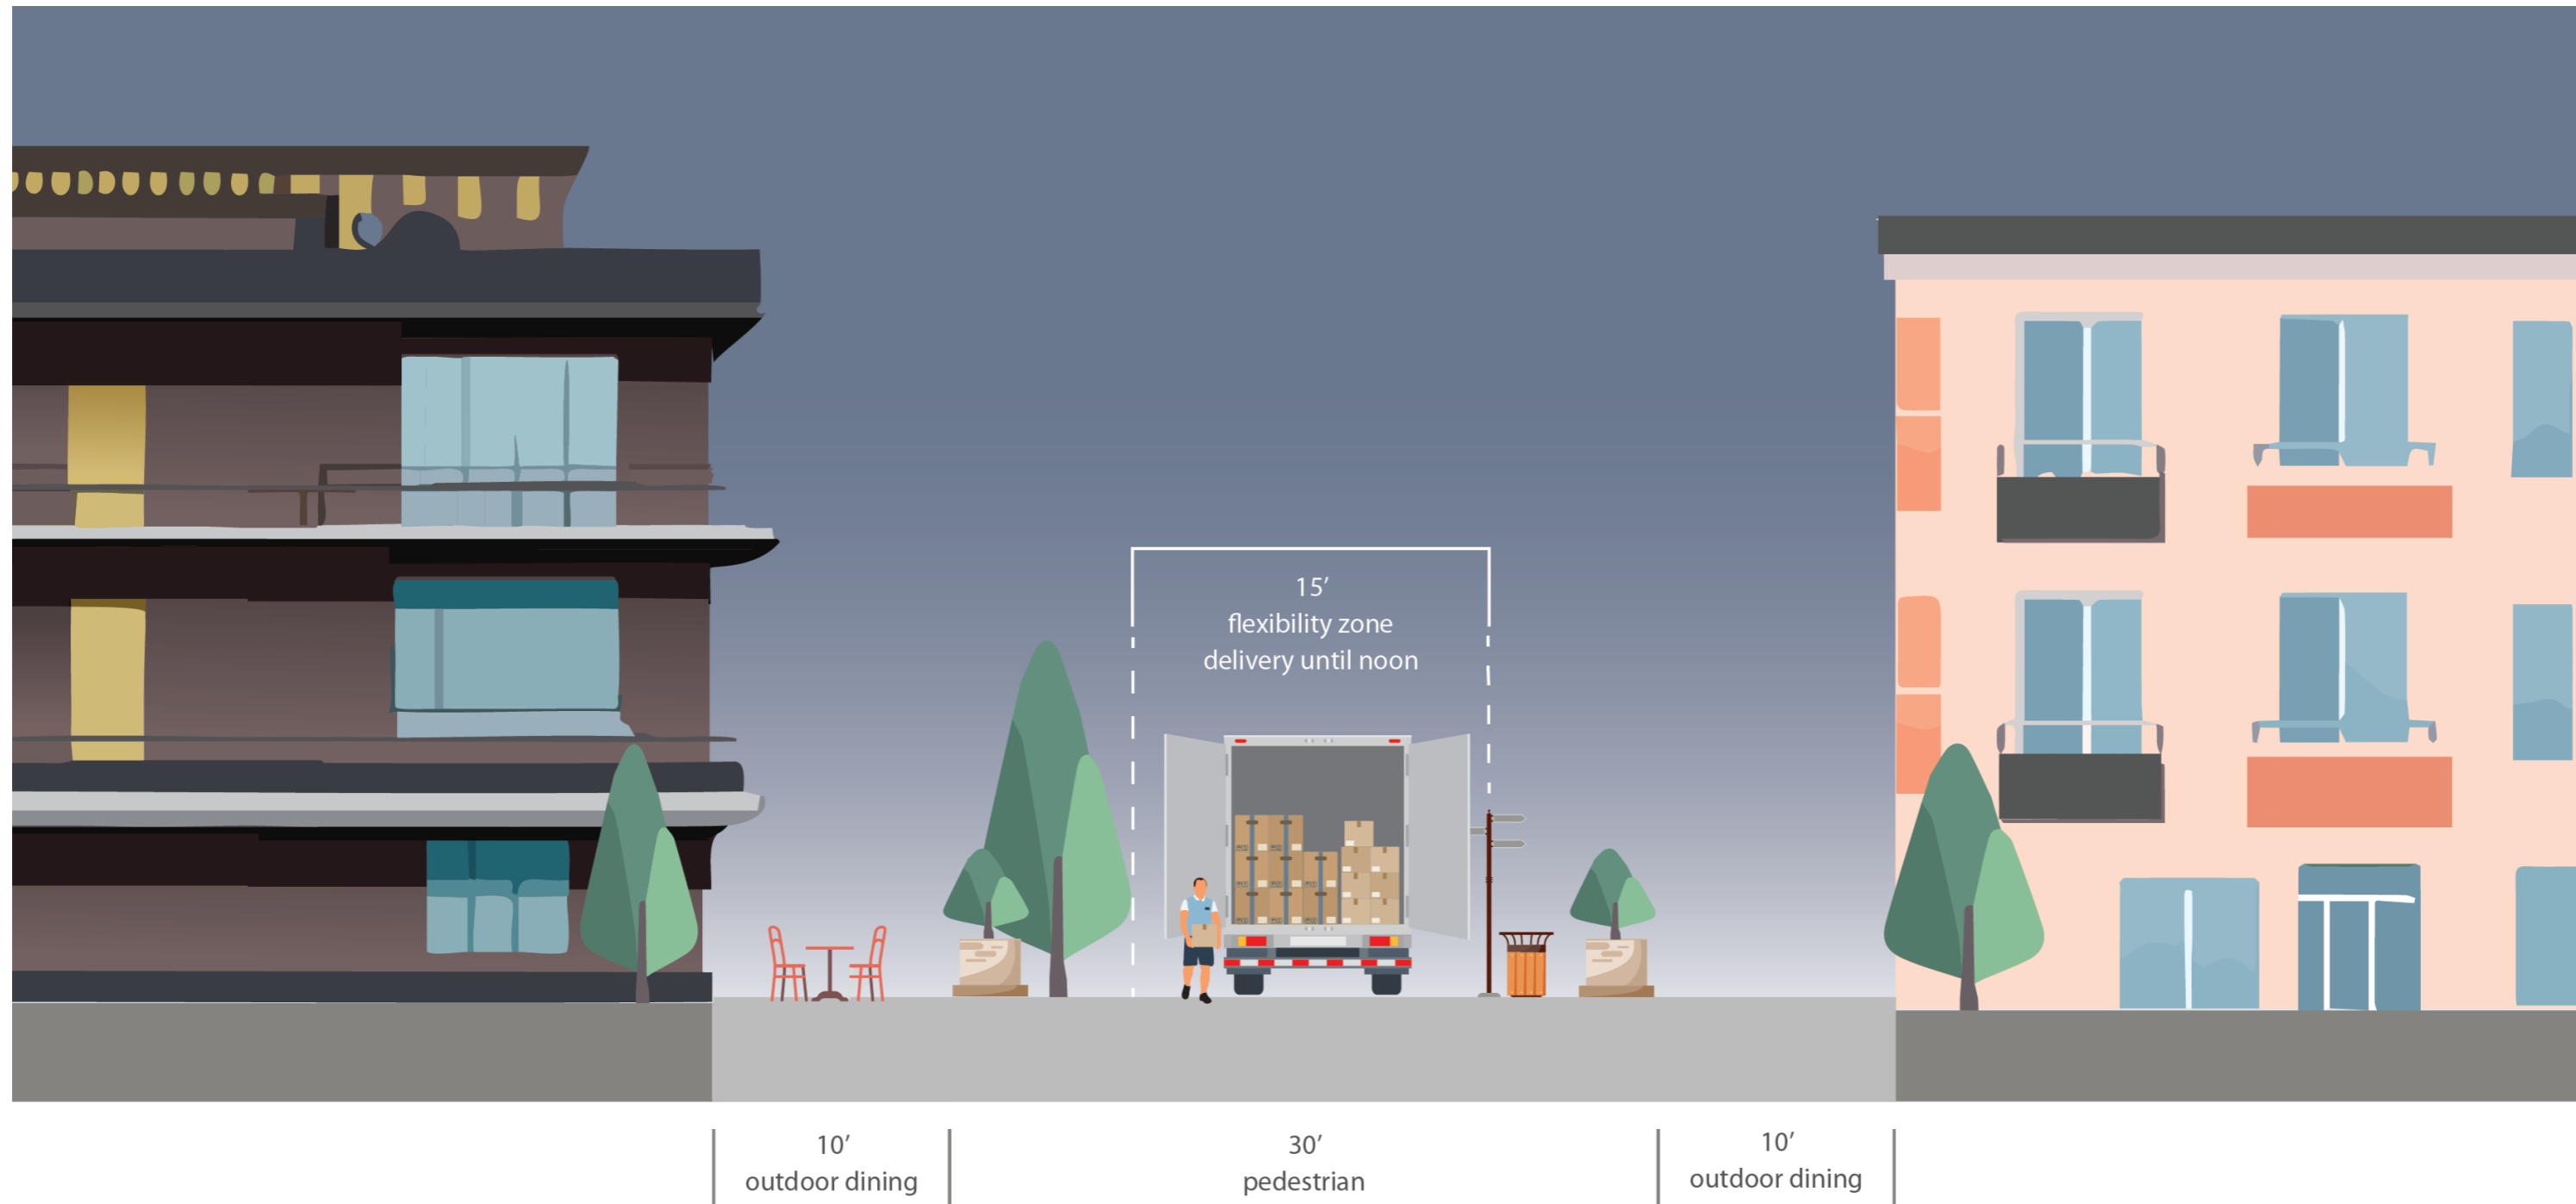 15′
flexibility zone
delivery until noon
10′
outdoor dining
30′
pedestrian
10′
outdoor dining